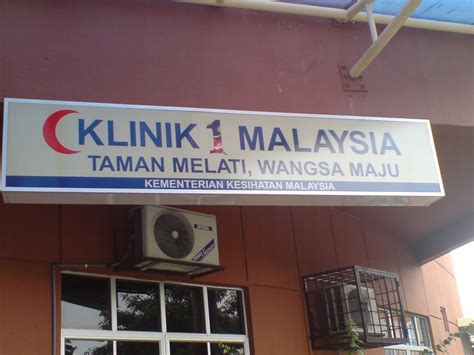 KLINIK 1 MALAYSIA
TAMAN MELATI, WANGSA MAJU
KEMENTERIAN KESIHATAN MALAYSIA